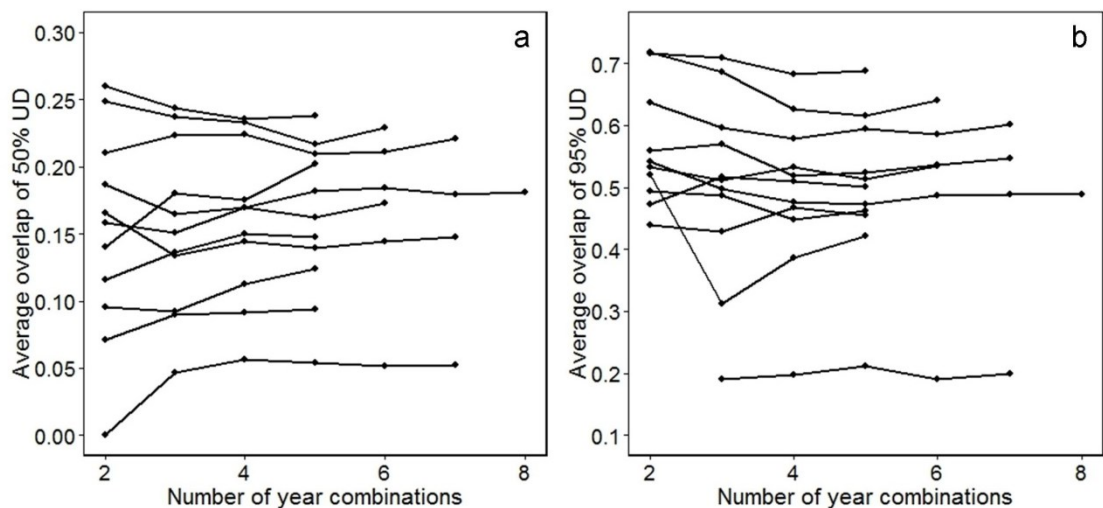 a
Average overlap of 50% UD
0.30
0.25
0.20
0.15
0.10
0.05
0.00
2 4 6 8
Number of year combinations
b
Average overlap of 95% UD
0.7
0.6
0.5
0.4
0.3
0.2
0.1
2 4 6 8
Number of year combinations